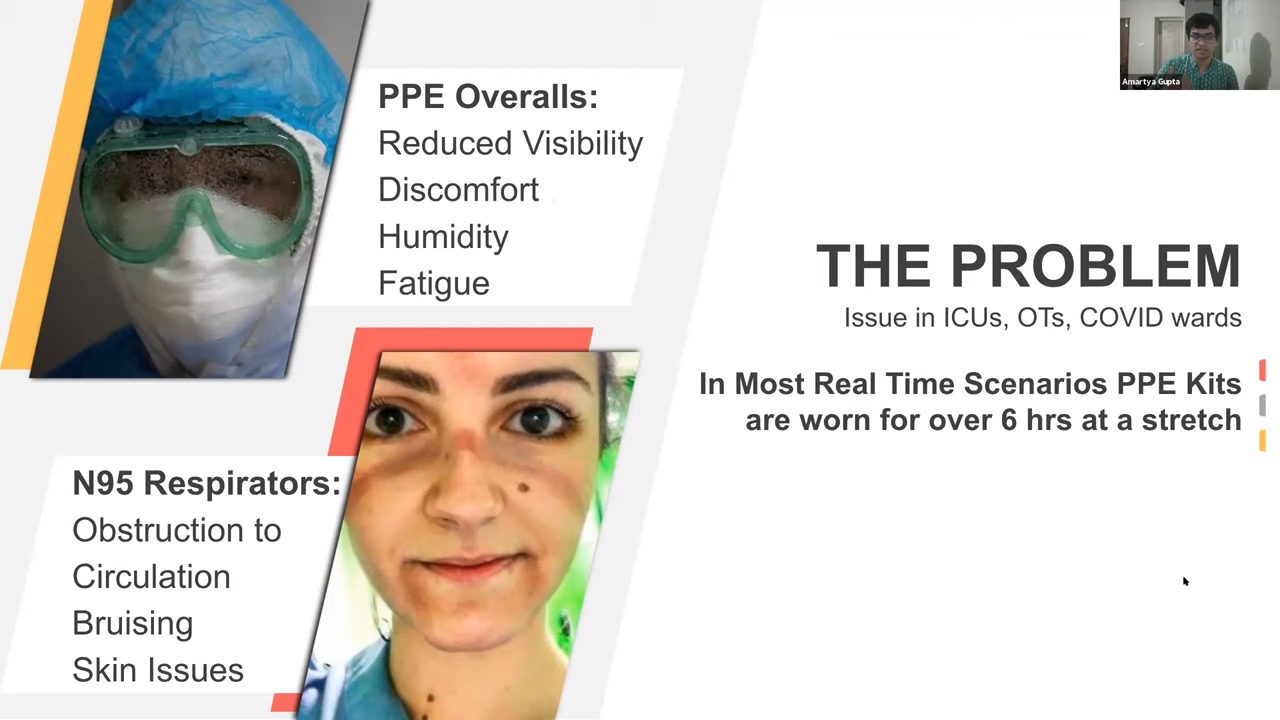 PPE Overalls:
Reduced Visibility
Discomfort
Humidity
Fatigue
N95 Respirators:
Obstruction to
Circulation
Bruising
Skin Issues
THE PROBLEM
Issue in ICUs, OTs, COVID wards
In Most Real Time Scenarios PPE Kits
are worn for over 6 hrs at a stretch
Amartya Gupta